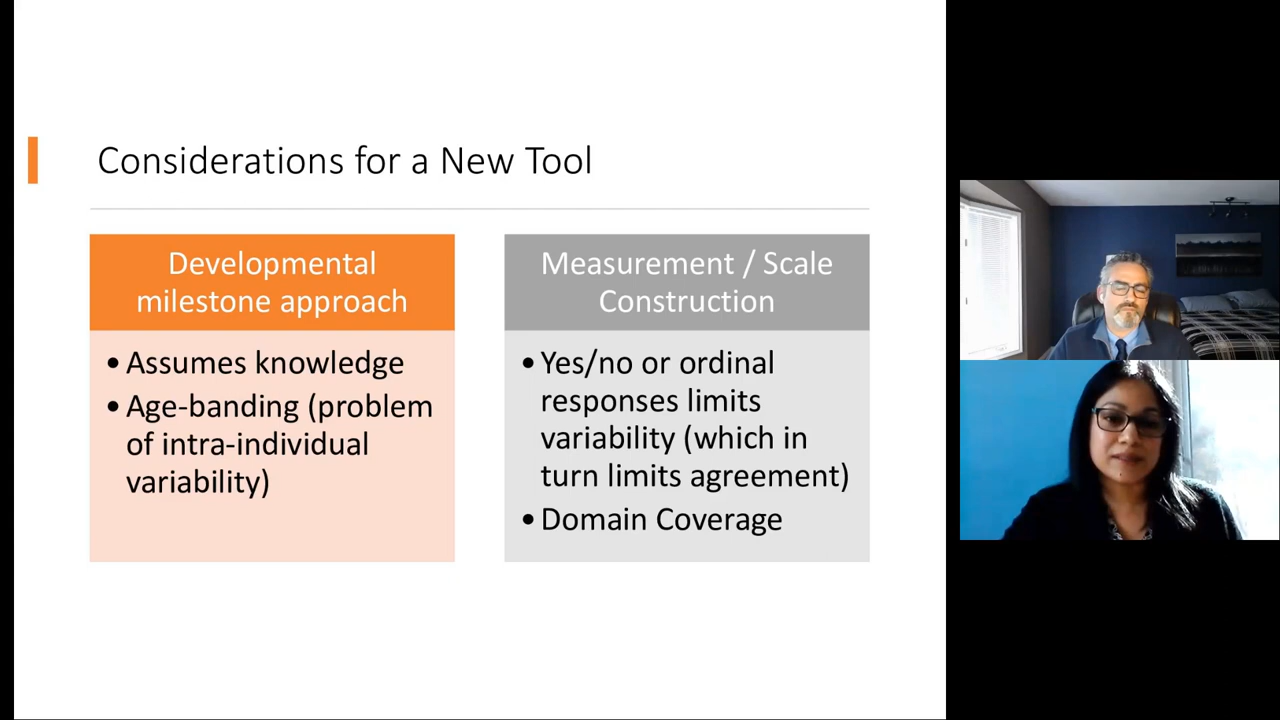 Considerations for a New Tool
Developmental
milestone approach
• Assumes knowledge
• Age-banding (problem
of intra-individual
variability)
Measurement / Scale
Construction
• Yes/no or ordinal
responses limits
variability (which in
turn limits agreement)
• Domain Coverage